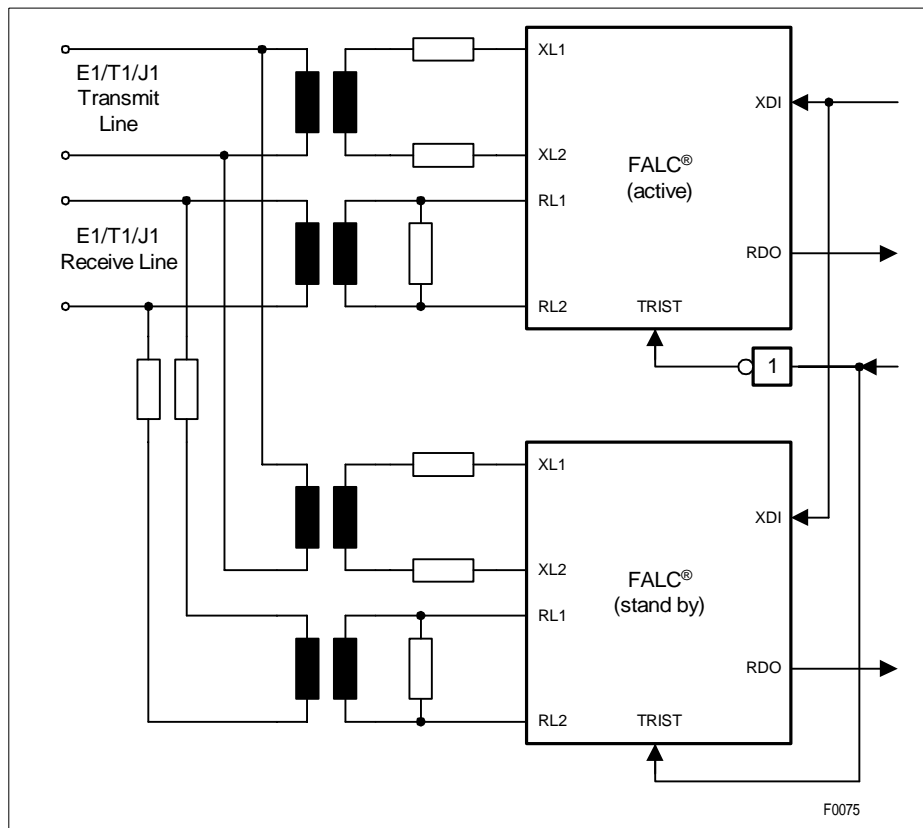 E1/T1/J1
Transmit
Line
E1/T1/J1
Receive Line
XL1
XL2
RL1
RL2
FALC®
(active)
XDI
RDO
TRIST
1
XL1
XL2
RL1
RL2
FALC®
(stand by)
XDI
RDO
TRIST
F0075